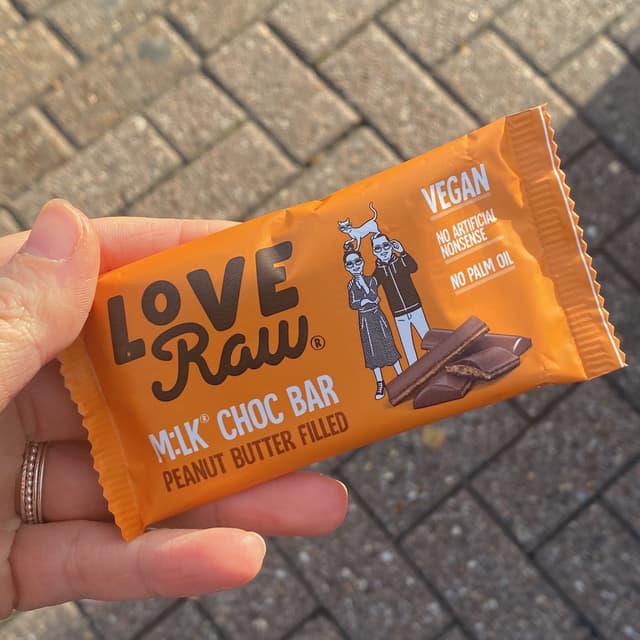 LOVE
Raw®
M:LK® CHOC BAR
PEANUT BUTTER FILLED
VEGAN
NO ARTIFICIAL
NONSENSE
NO PALM OIL